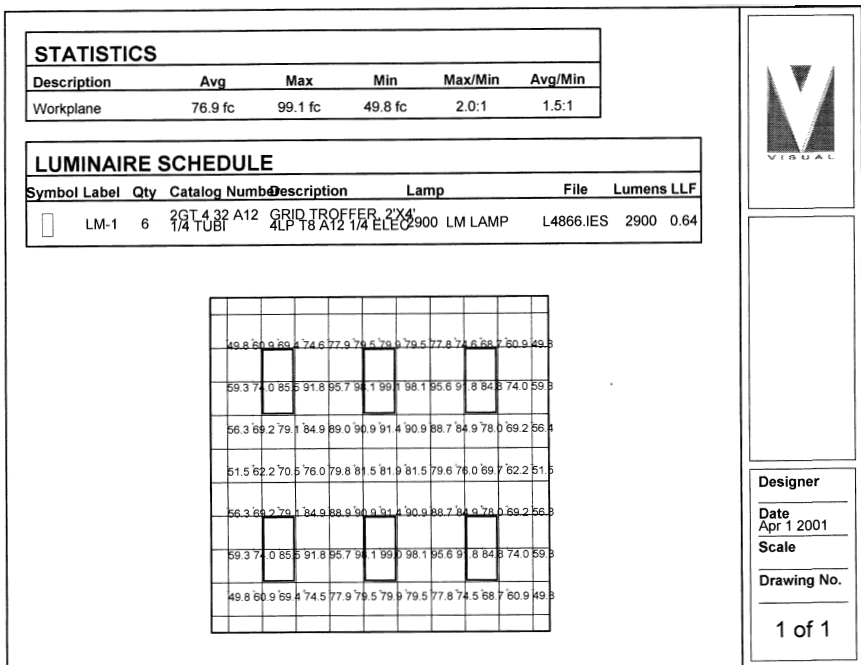 STATISTICS
Description Avg Max Min Max/Min Avg/Min
Workplane 76.9 fc 99.1 fc 49.8 fc 2.0:1 1.5:1
LUMINAIRE SCHEDULE
Symbol Label Qty Catalog Number Description Lamp File Lumens LLF
LM-1 6 2GT 4 32 A12 1/4 TUBI GRID TROFFER, 2'X4', 4LP T8 A12 1/4 ELEC 2900 LM LAMP L4866.IES 2900 0.64
49.8 60.9 69.4 74.6 77.9 79.5 79.9 79.5 77.8 74.6 68.7 60.9 49.8
59.3 74.0 85.5 91.8 95.7 98.1 99.1 98.1 95.6 91.8 84.8 74.0 59.3
56.3 69.2 79.1 84.9 89.0 90.9 91.4 90.9 88.7 84.9 78.0 69.2 56.4
51.5 62.2 70.5 76.0 79.8 81.5 81.9 81.5 79.6 76.0 69.7 62.2 51.5
56.3 69.2 79.1 84.9 88.9 90.9 91.4 90.9 88.7 84.9 78.0 69.2 56.3
59.3 74.0 85.5 91.8 95.7 98.1 99.0 98.1 95.6 91.8 84.8 74.0 59.3
49.8 60.9 69.4 74.5 77.9 79.5 79.9 79.5 77.8 74.5 68.7 60.9 49.8
VISUAL
Designer
Date
Apr 1 2001
Scale
Drawing No.
1 of 1